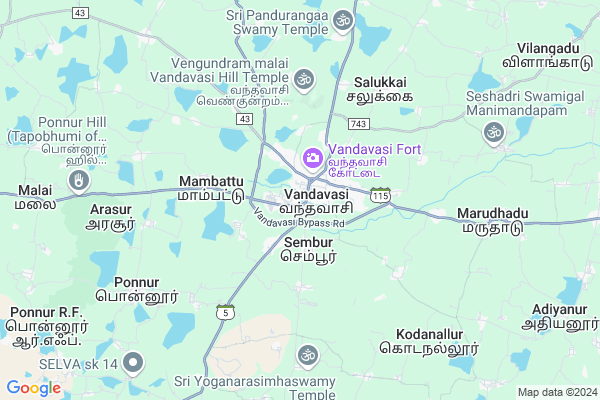 43
Sri Pandurangaa
Swamy Temple
Vilangadu
விளாங்காடு
Vengundram malai
Vandavasi Hill Temple
வந்தவாசி
வெண்குன்றம்...
Salukkai
சலுக்கை
Seshadri Swamigal
Manimandapam
Ponnur Hill
(Tapobhumi of...
பொன்னூர்
ஹில்...
43
743
Vandavasi Fort
வந்தவாசி
கோட்டை
Malai
மலை
Mambattu
மாம்பட்டு
Vandavasi
வந்தவாசி
115
Arasur
அரசூர்
Vandavasi Bypass Rd
Marudhadu
மருதாடு
Sembur
செம்பூர்
Ponnur
பொன்னூர்
Ponnur R.F.
பொன்னூர்
ஆர்.எஃப்.
5
Adiyanur
அதியனூர்
Kodanallur
கொடநல்லூர்
SELVA sk 14
Sri Yoganarasimhaswamy
Temple
Google
Map data ©2024